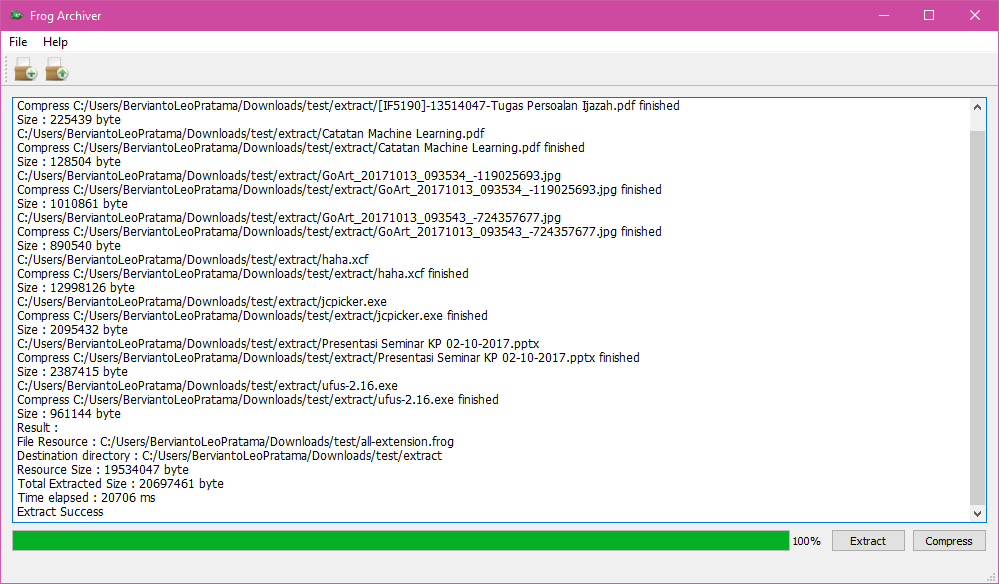 Frog Archiver
File Help
Compress C:/Users/BerviantoLeoPratama/Downloads/test/extract/[IF5190]-13514047-Tugas Persoalan Ijazah.pdf finished
Size : 225439 byte
C:/Users/BerviantoLeoPratama/Downloads/test/extract/Catatan Machine Learning.pdf
Compress C:/Users/BerviantoLeoPratama/Downloads/test/extract/Catatan Machine Learning.pdf finished
Size : 128504 byte
C:/Users/BerviantoLeoPratama/Downloads/test/extract/GoArt_20171013_093534_-119025693.jpg
Compress C:/Users/BerviantoLeoPratama/Downloads/test/extract/GoArt_20171013_093534_-119025693.jpg finished
Size : 1010861 byte
C:/Users/BerviantoLeoPratama/Downloads/test/extract/GoArt_20171013_093543_-724357677.jpg
Compress C:/Users/BerviantoLeoPratama/Downloads/test/extract/GoArt_20171013_093543_-724357677.jpg finished
Size : 890540 byte
C:/Users/BerviantoLeoPratama/Downloads/test/extract/haha.xcf
Compress C:/Users/BerviantoLeoPratama/Downloads/test/extract/haha.xcf finished
Size : 12998126 byte
C:/Users/BerviantoLeoPratama/Downloads/test/extract/jcpicker.exe
Compress C:/Users/BerviantoLeoPratama/Downloads/test/extract/jcpicker.exe finished
Size : 2095432 byte
C:/Users/BerviantoLeoPratama/Downloads/test/extract/Presentasi Seminar KP 02-10-2017.pptx
Compress C:/Users/BerviantoLeoPratama/Downloads/test/extract/Presentasi Seminar KP 02-10-2017.pptx finished
Size : 2387415 byte
C:/Users/BerviantoLeoPratama/Downloads/test/extract/ufus-2.16.exe
Compress C:/Users/BerviantoLeoPratama/Downloads/test/extract/ufus-2.16.exe finished
Size : 961144 byte
Result :
File Resource : C:/Users/BerviantoLeoPratama/Downloads/test/all-extension.frog
Destination directory : C:/Users/BerviantoLeoPratama/Downloads/test/extract
Resource Size : 19534047 byte
Total Extracted Size : 20697461 byte
Time elapsed : 20706 ms
Extract Success
100% Extract Compress